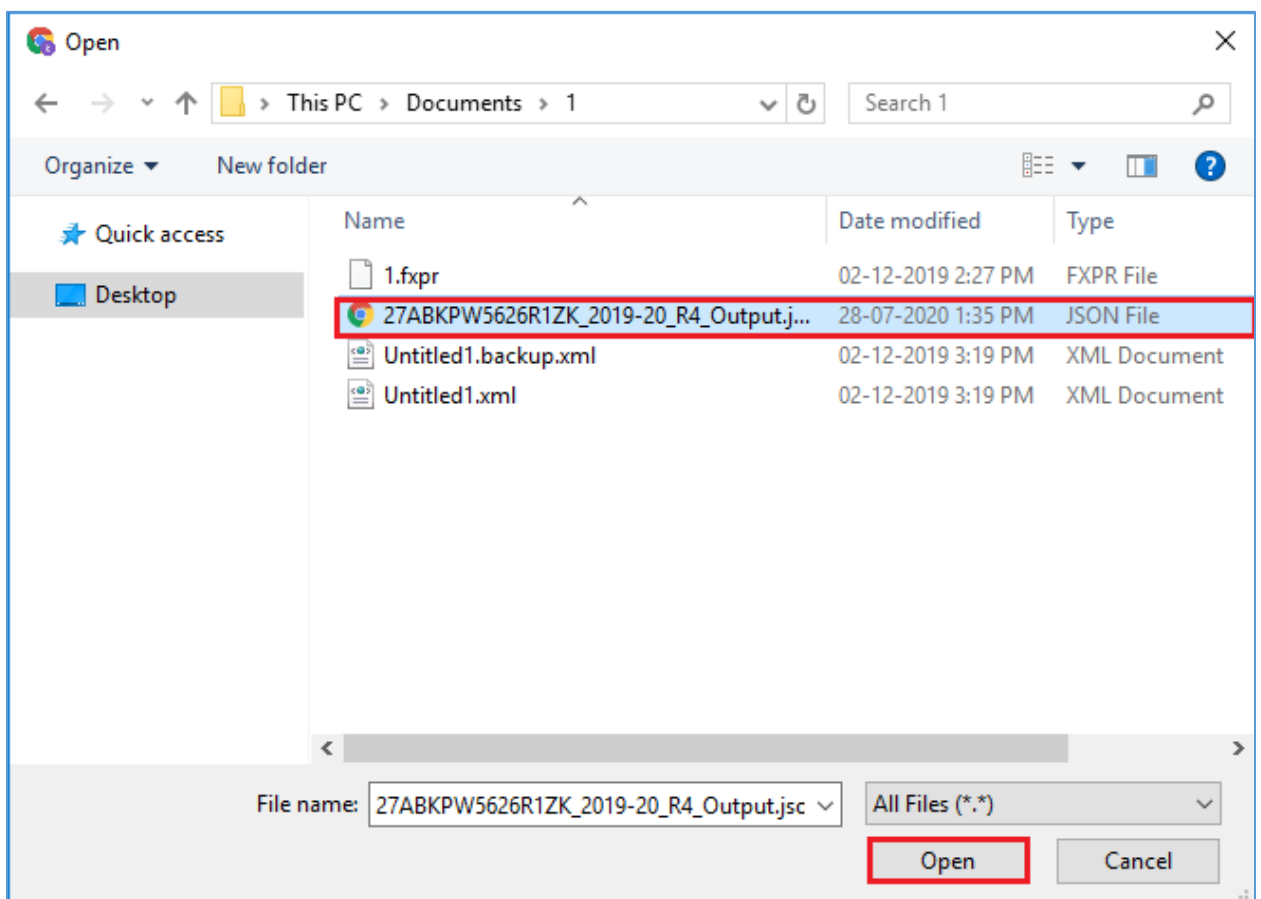 Open
This PC > Documents > 1
Search 1
Organize
New folder
Quick access
Desktop
Name Date modified Type
1.fxpr 02-12-2019 2:27 PM FXPR File
27ABKPW5626R1ZK_2019-20_R4_Output.j... 28-07-2020 1:35 PM JSON File
Untitled1.backup.xml 02-12-2019 3:19 PM XML Document
Untitled1.xml 02-12-2019 3:19 PM XML Document
File name: 27ABKPW5626R1ZK_2019-20_R4_Output.jsc
All Files (*.*)
Open
Cancel